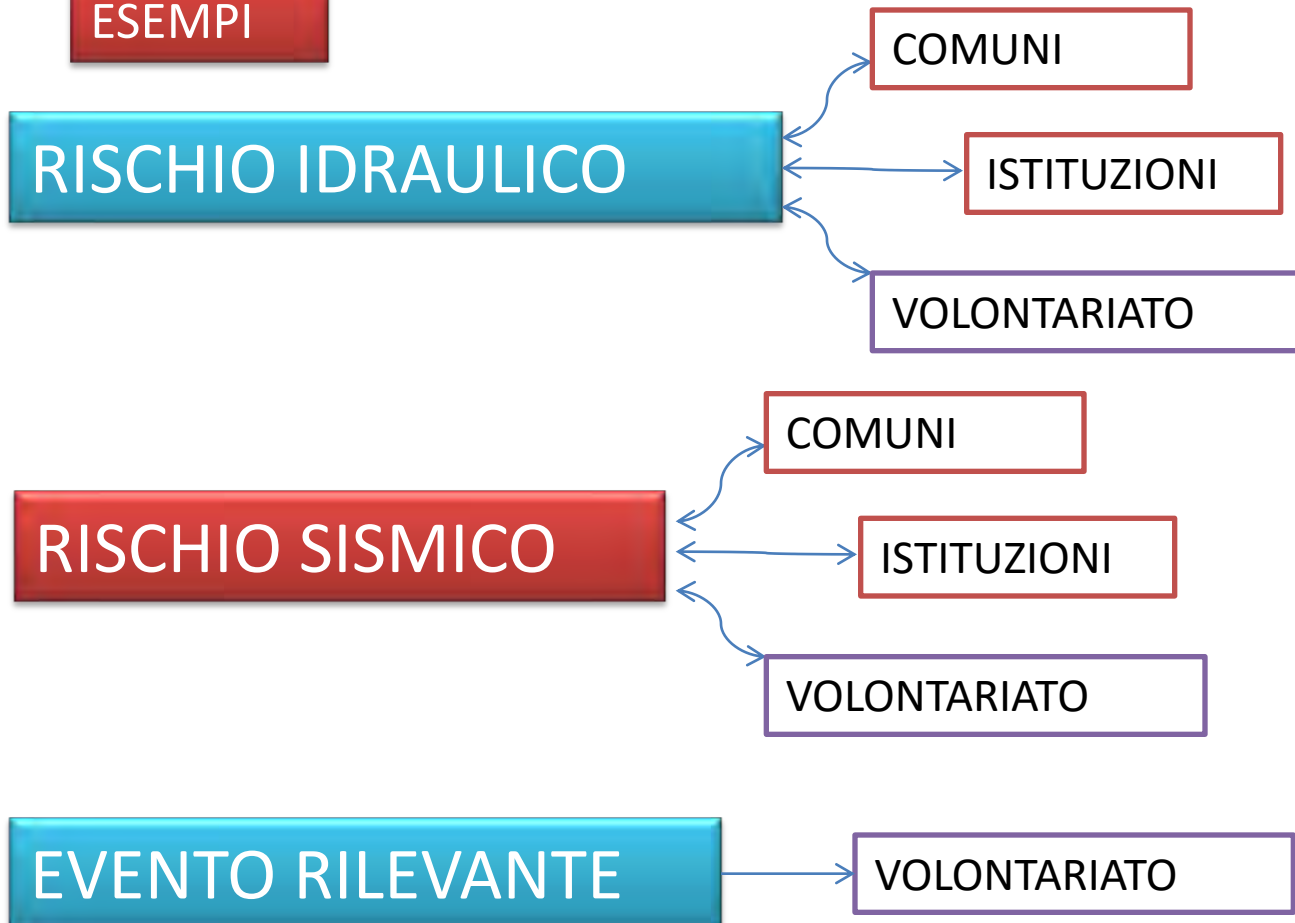 ESEMPI
RISCHIO IDRAULICO
COMUNI
ISTITUZIONI
VOLONTARIATO
RISCHIO SISMICO
COMUNI
ISTITUZIONI
VOLONTARIATO
EVENTO RILEVANTE
VOLONTARIATO